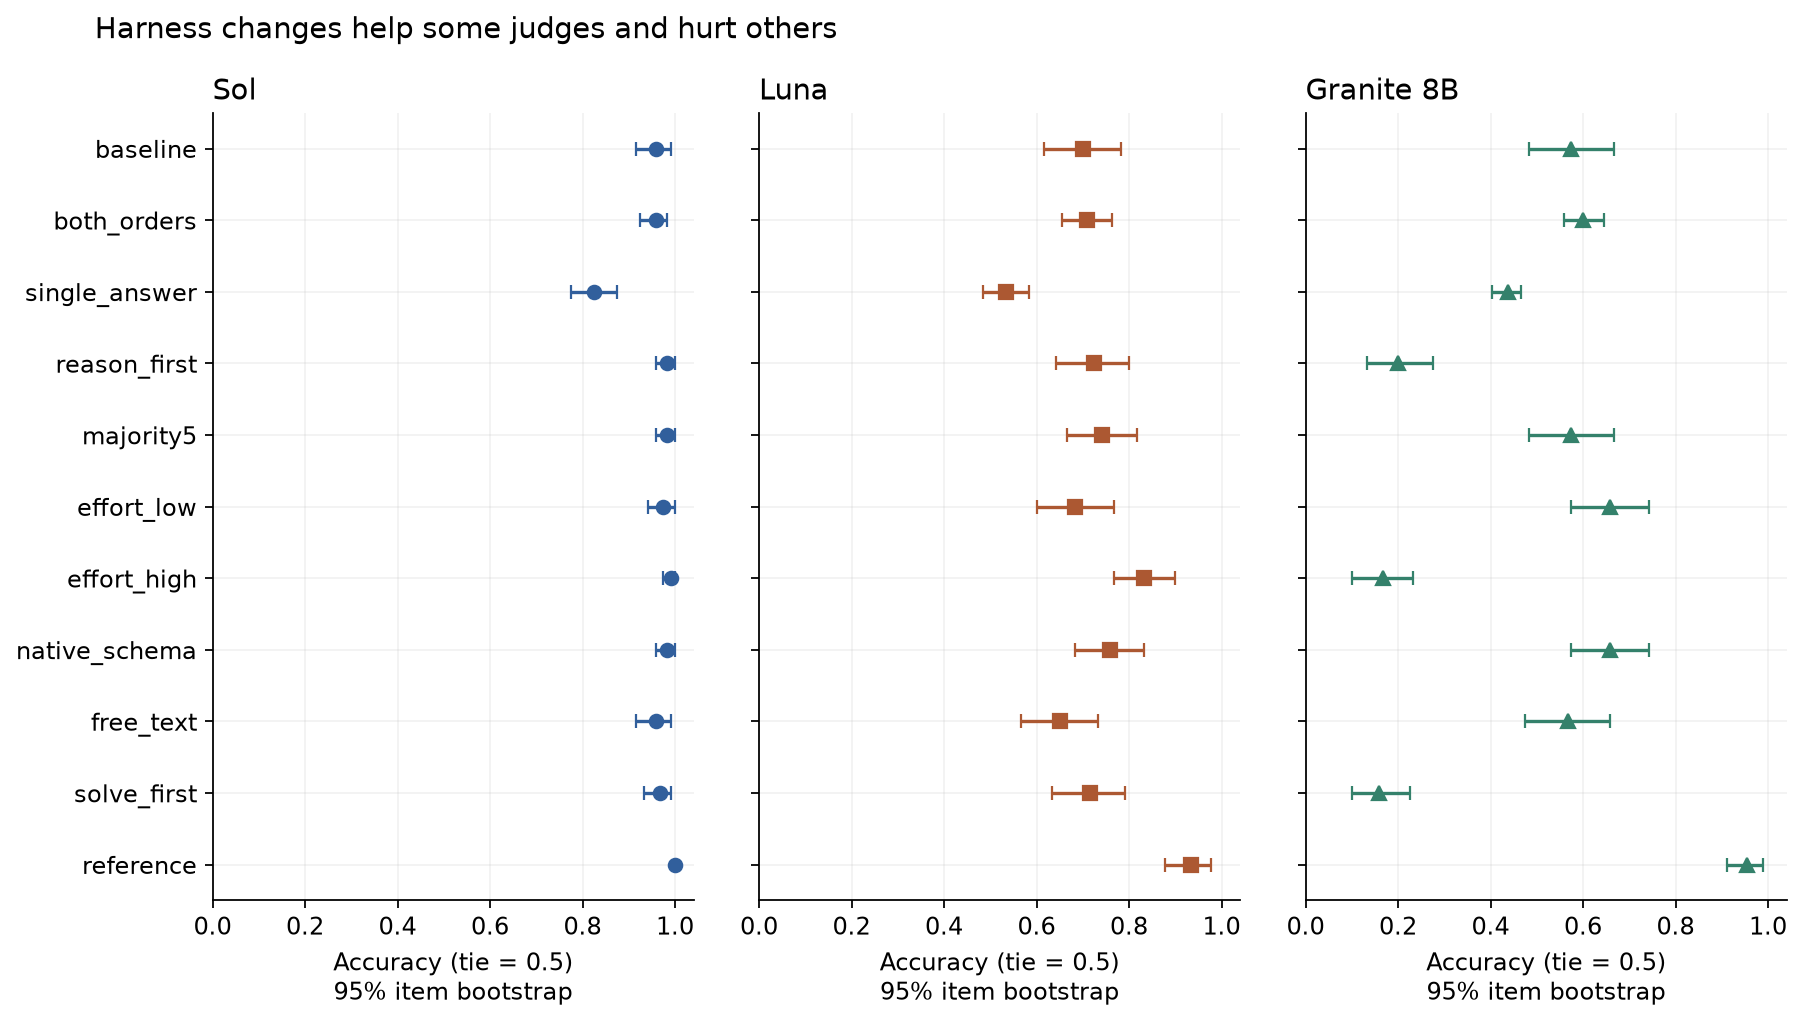 Harness changes help some judges and hurt others
Sol
Luna
Granite 8B
baseline
both_orders
single_answer
reason_first
majority5
effort_low
effort_high
native_schema
free_text
solve_first
reference
0.0 0.2 0.4 0.6 0.8 1.0
0.0 0.2 0.4 0.6 0.8 1.0
0.0 0.2 0.4 0.6 0.8 1.0
Accuracy (tie = 0.5)
95% item bootstrap
Accuracy (tie = 0.5)
95% item bootstrap
Accuracy (tie = 0.5)
95% item bootstrap